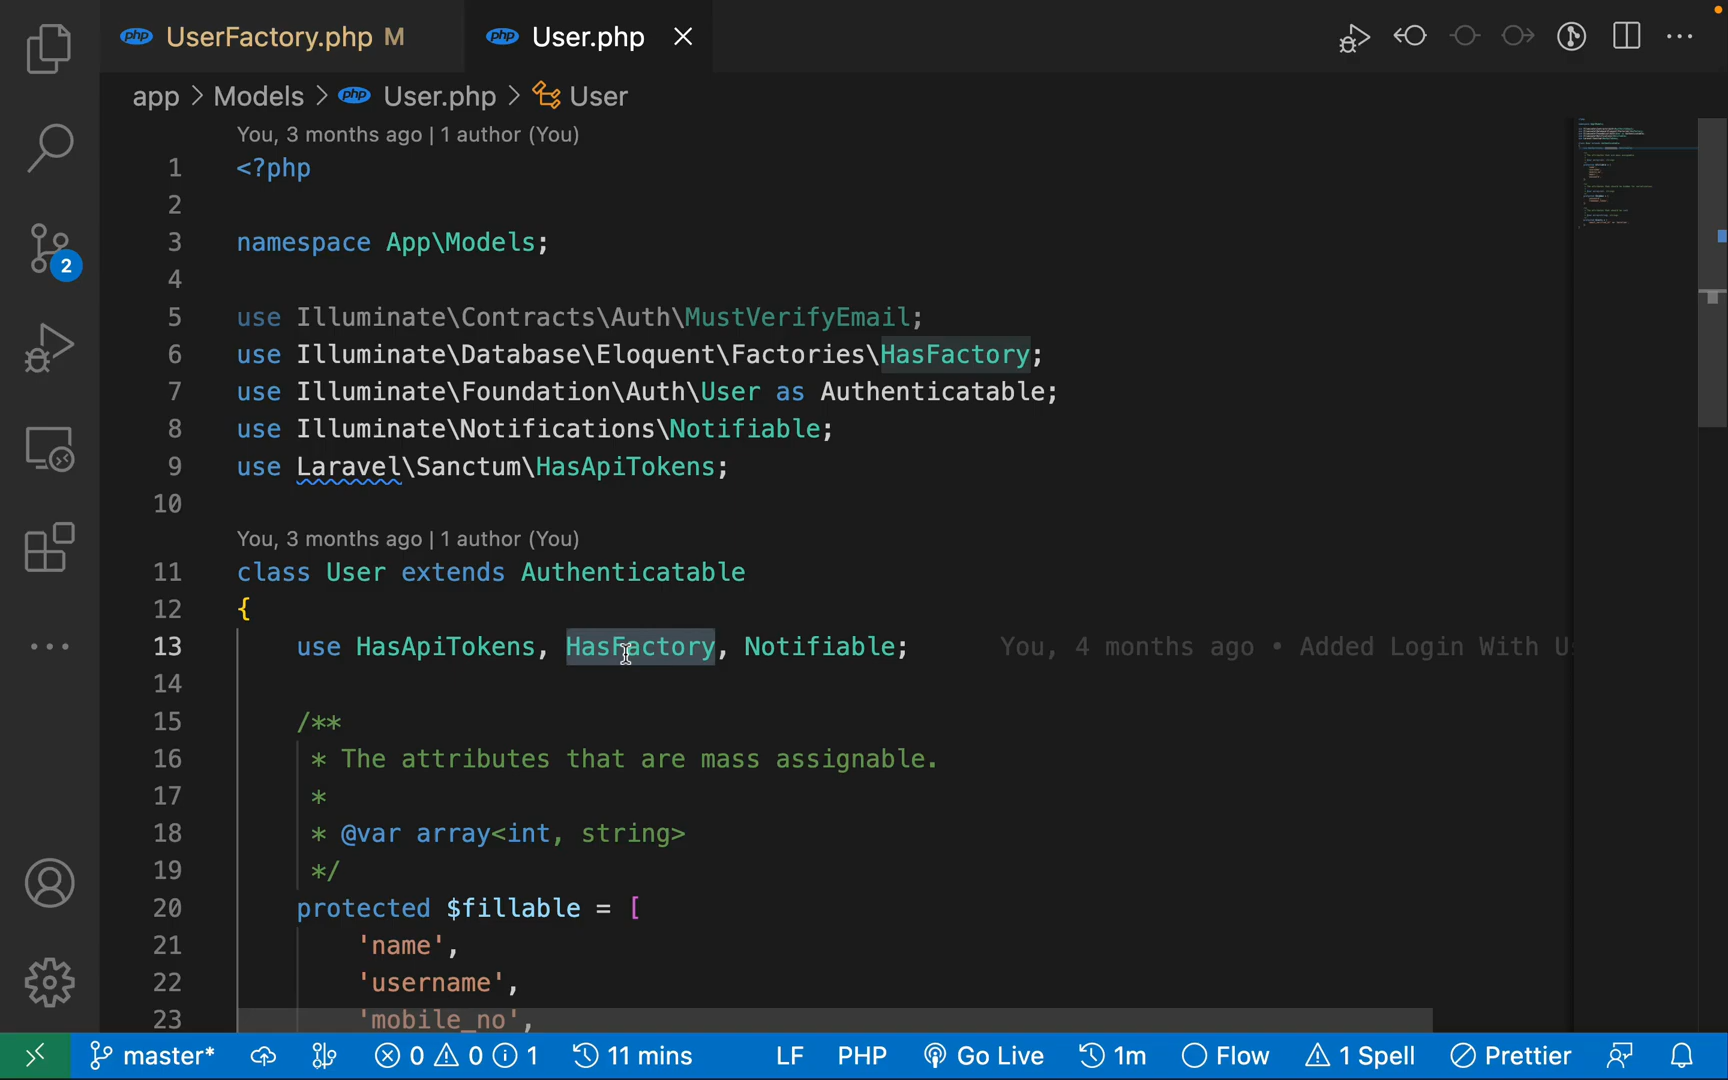 php UserFactory.php M php User.php
app > Models > php User.php > User
You, 3 months ago | 1 author (You)
1 <?php
2
3 namespace App\Models;
4
5 use Illuminate\Contracts\Auth\MustVerifyEmail;
6 use Illuminate\Database\Eloquent\Factories\HasFactory;
7 use Illuminate\Foundation\Auth\User as Authenticatable;
8 use Illuminate\Notifications\Notifiable;
9 use Laravel\Sanctum\HasApiTokens;
10
You, 3 months ago | 1 author (You)
11 class User extends Authenticatable
12 {
13 use HasApiTokens, HasFactory, Notifiable; You, 4 months ago • Added Login With
14
15 /**
16 * The attributes that are mass assignable.
17 *
18 * @var array<int, string>
19 */
20 protected $fillable = [
21 'name',
22 'username',
23 'mobile_no',
2
master* 0 0 1 11 mins LF PHP Go Live 1m Flow 1 Spell Prettier